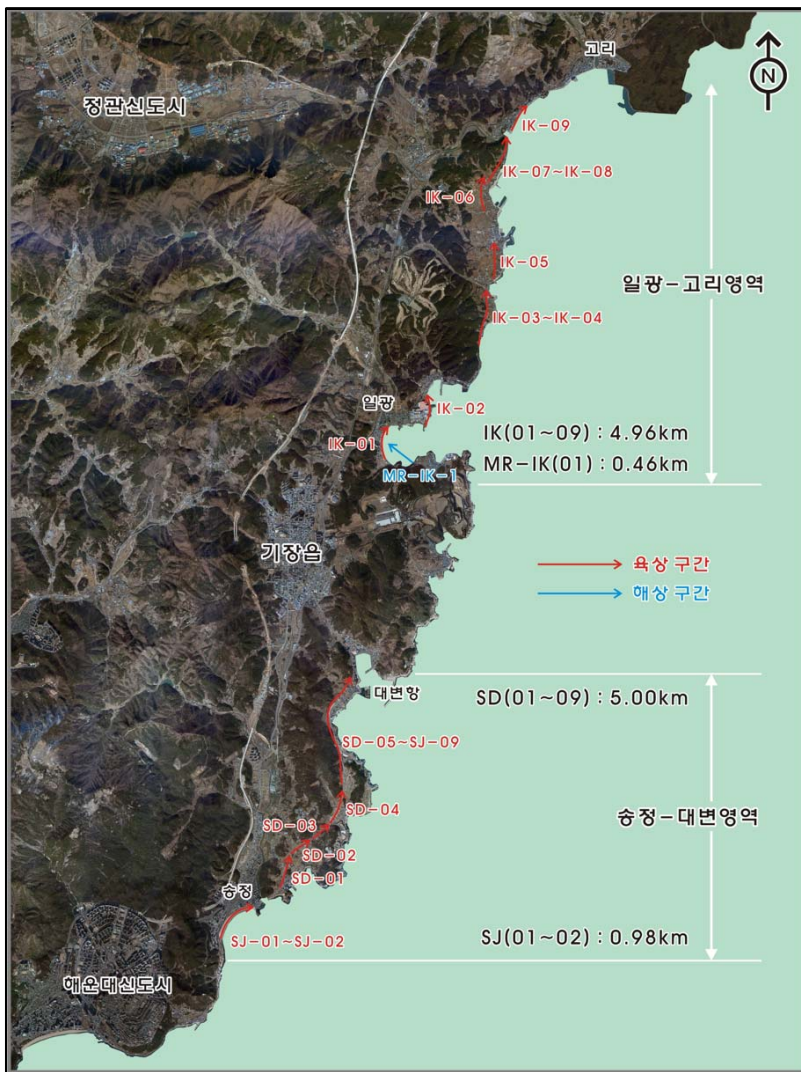 고리
N
정관신도시
IK-09
IK-07~IK-08
IK-06
IK-05
일광-고리영역
IK-03~IK-04
일광
IK-02
IK-01
IK(01~09) : 4.96km
MR-IK-1
MR-IK(01) : 0.46km
기장읍
육상 구간
해상 구간
대변항
SD(01~09) : 5.00km
SD-05~SJ-09
SD-04
SD-03
송정-대변영역
SD-02
SD-01
송정
SJ-01~SJ-02
SJ(01~02) : 0.98km
해운대신도시